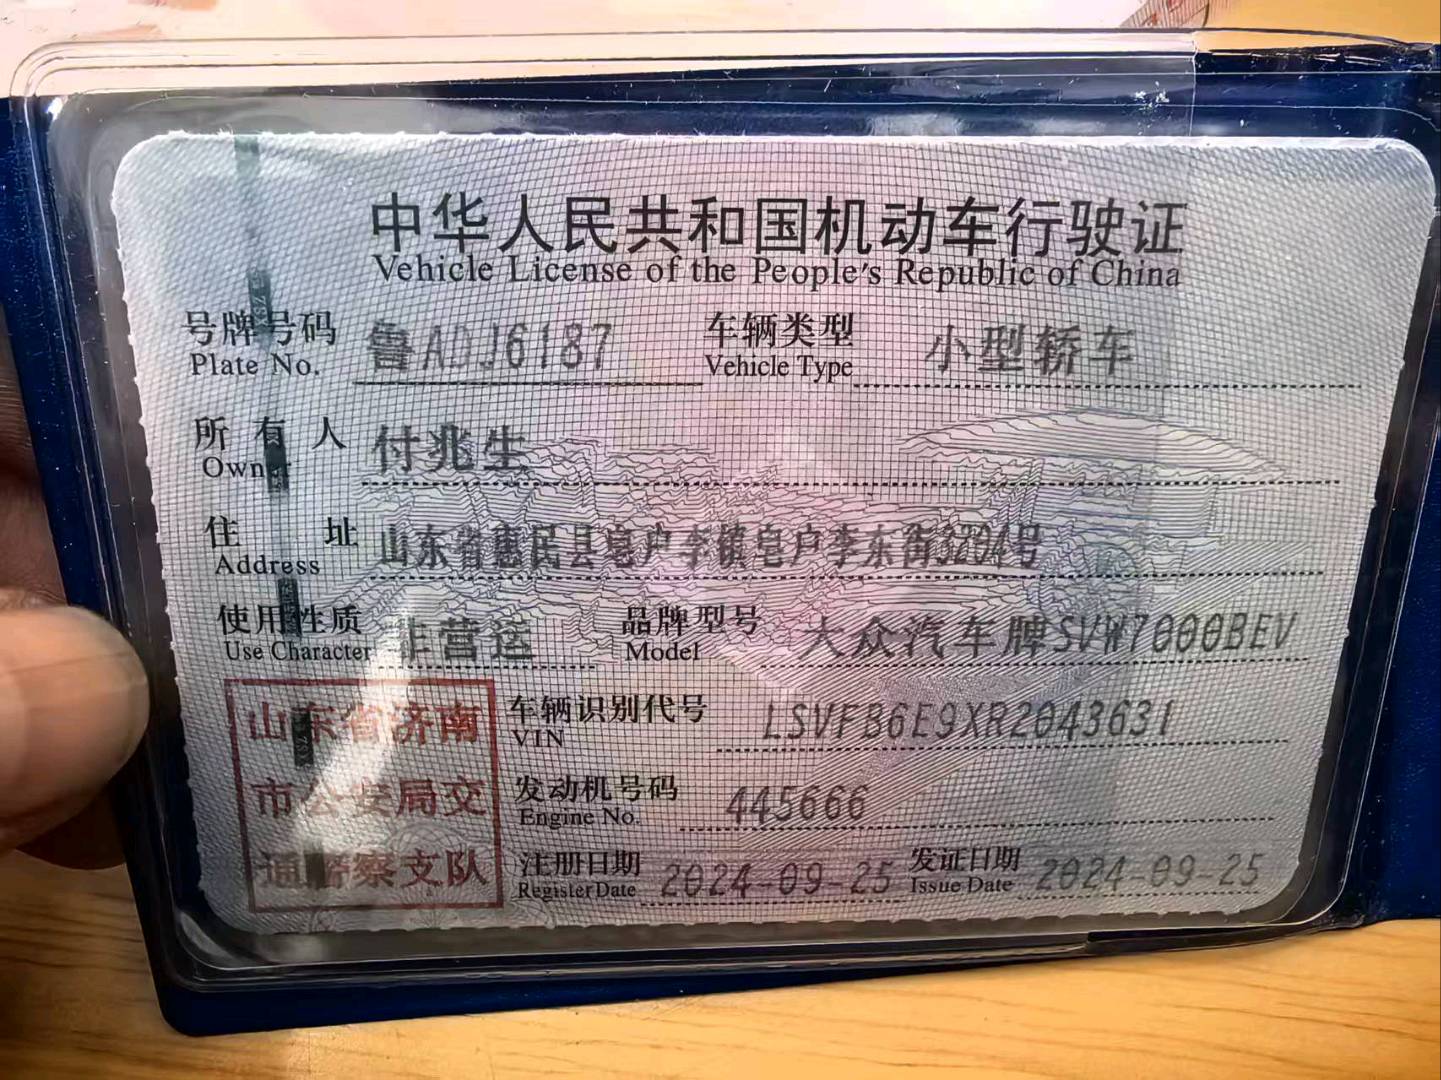 中华人民共和国机动车行驶证
Vehicle License of the People's Republic of China
号牌号码 鲁ADJ6187 车辆类型 小型轿车
Plate No. Vehicle Type
所有人 付兆生
Owner
住址 山东省惠民县皂户李镇皂户李东街3204号
Address
使用性质 非营运 品牌型号 大众汽车牌SVW7000BEV
Use Character Model
山东省济南 车辆识别代号 LSVFB6E9XR2043631
VIN
市公安局交 发动机号码 445666
Engine No.
通警察支队 注册日期 2024-09-25 发证日期 2024-09-25
Register Date Issue Date